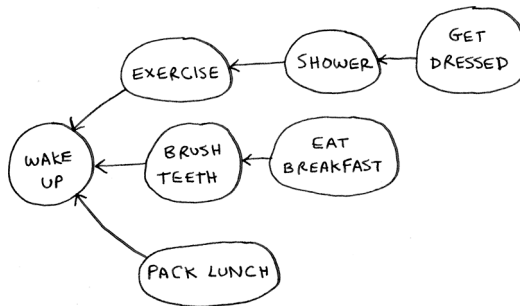 GET
DRESSED
SHOWER
EXERCISE
EAT
BREAKFAST
BRUSH
TEETH
WAKE
UP
PACK LUNCH